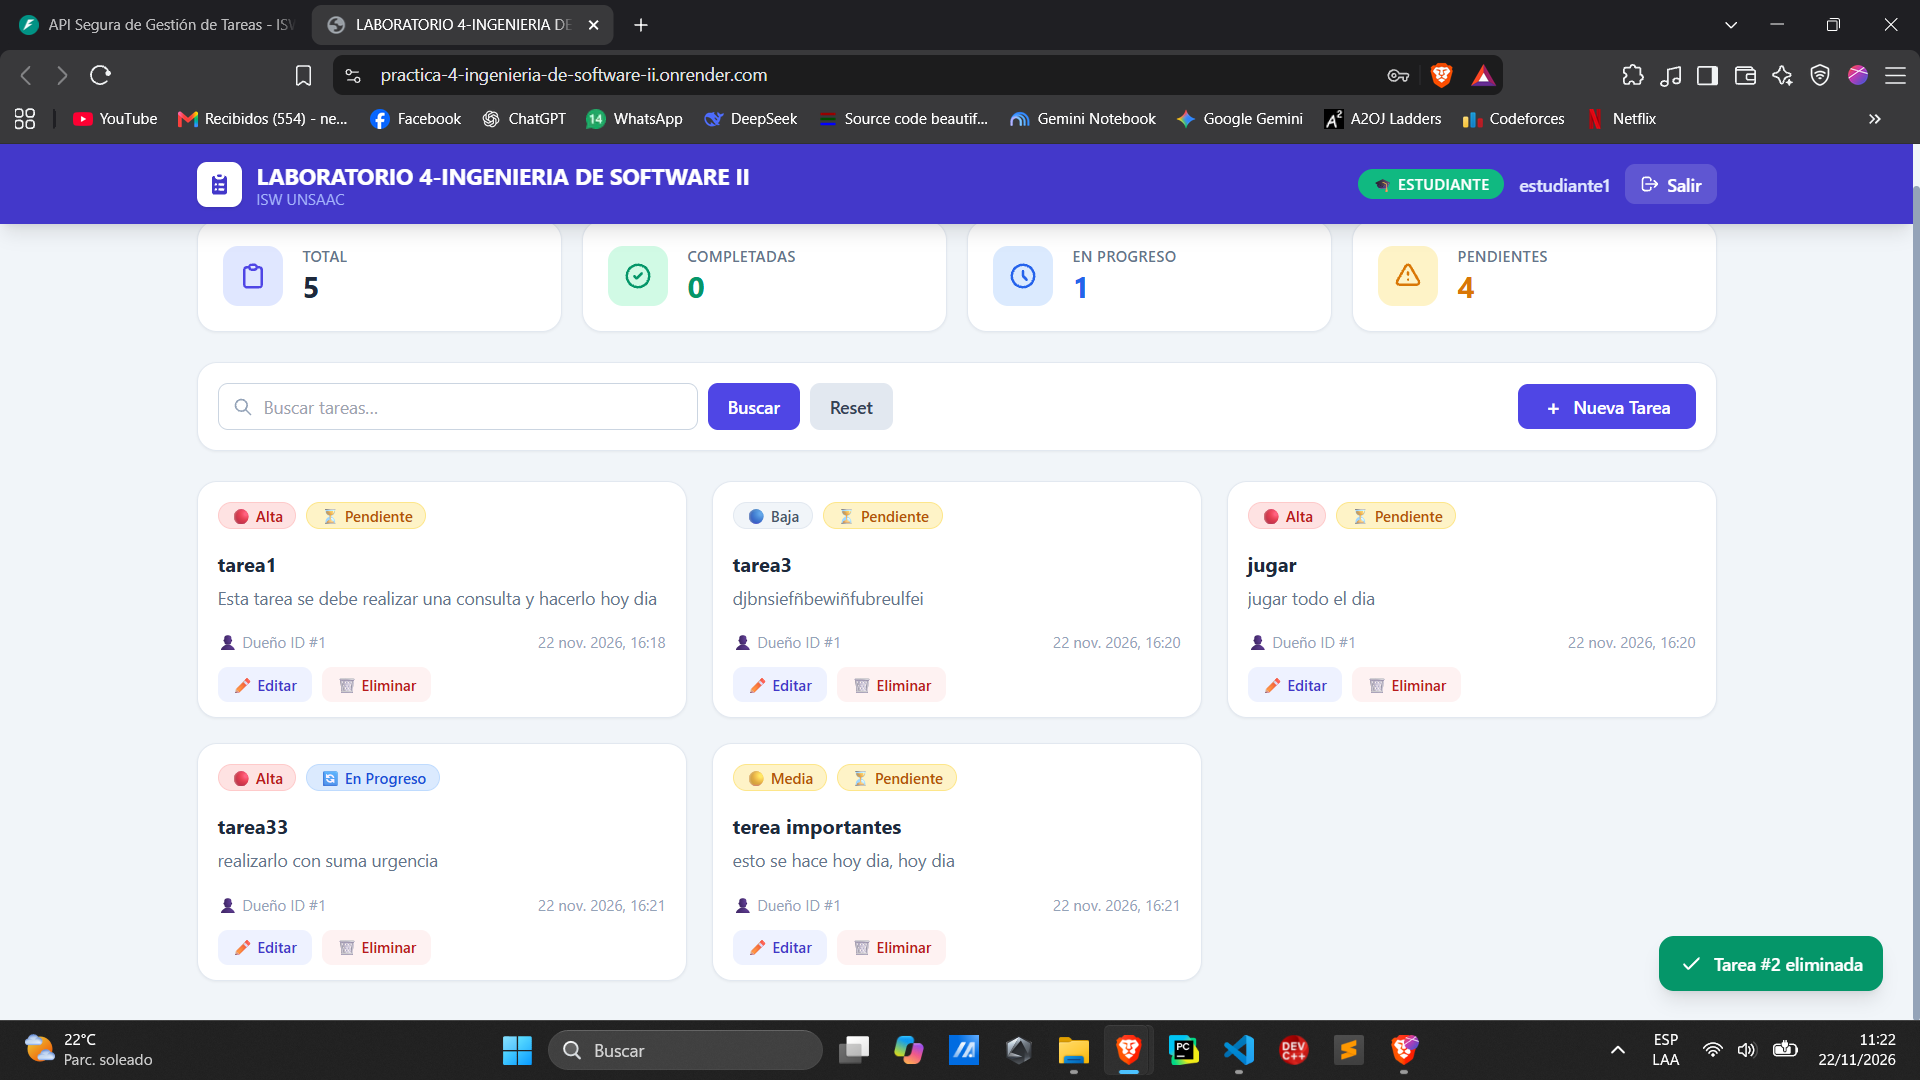 API Segura de Gestión de Tareas - ISW
LABORATORIO 4-INGENIERIA DE
practica-4-ingenieria-de-software-ii.onrender.com
YouTube
Recibidos (554) - ne...
Facebook
ChatGPT
14
WhatsApp
DeepSeek
Source code beautif...
Gemini Notebook
Google Gemini
A2
A2OJ Ladders
Codeforces
Netflix
LABORATORIO 4-INGENIERIA DE SOFTWARE II
ISW UNSAAC
ESTUDIANTE
estudiante1
Salir
TOTAL
5
COMPLETADAS
0
EN PROGRESO
1
PENDIENTES
4
Buscar tareas...
Buscar
Reset
+ Nueva Tarea
Alta
Pendiente
tarea1
Esta tarea se debe realizar una consulta y hacerlo hoy dia
Dueño ID #1
22 nov. 2026, 16:18
Editar
Eliminar
Baja
Pendiente
tarea3
djbnsiefñbewiñfubreulfei
Dueño ID #1
22 nov. 2026, 16:20
Editar
Eliminar
Alta
Pendiente
jugar
jugar todo el dia
Dueño ID #1
22 nov. 2026, 16:20
Editar
Eliminar
Alta
En Progreso
tarea33
realizarlo con suma urgencia
Dueño ID #1
22 nov. 2026, 16:21
Editar
Eliminar
Media
Pendiente
terea importantes
esto se hace hoy dia, hoy dia
Dueño ID #1
22 nov. 2026, 16:21
Editar
Eliminar
Tarea #2 eliminada
22°C
Parc. soleado
Buscar
PC
DEV C++
ESP
LAA
11:22
22/11/2026